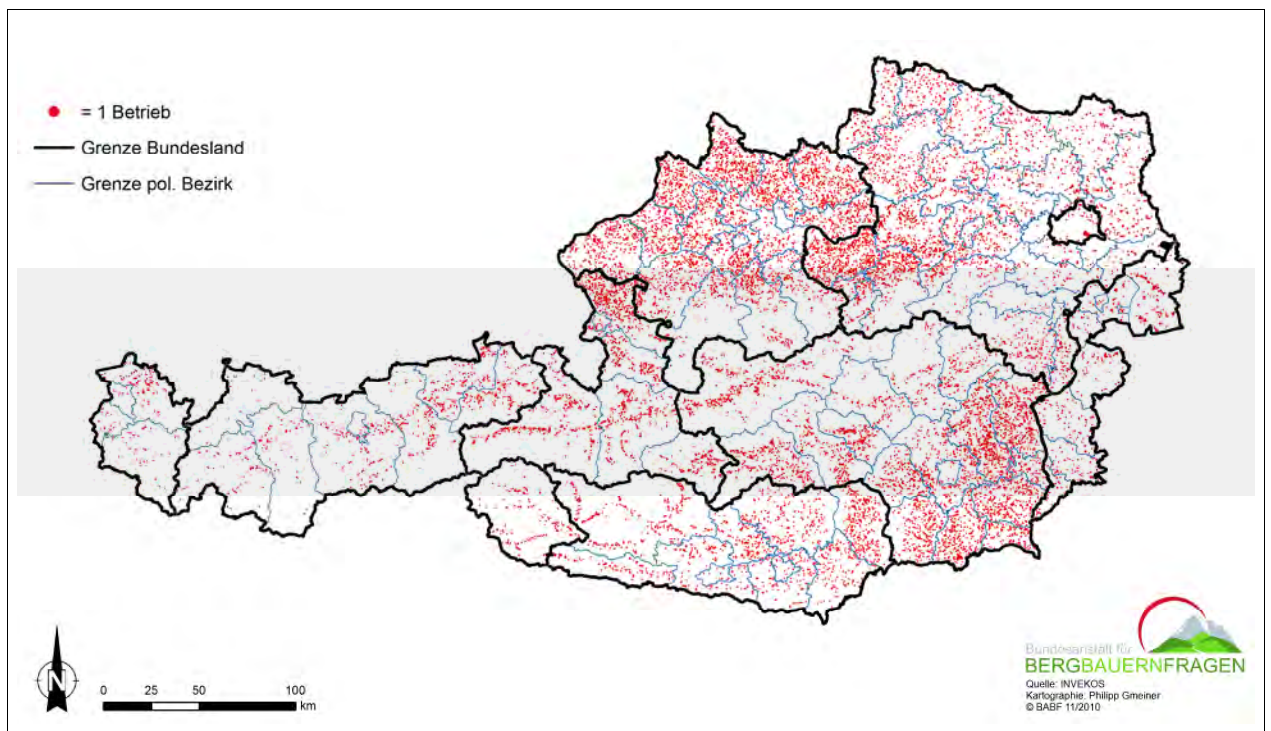 = 1 Betrieb
Grenze Bundesland
Grenze pol. Bezirk
N
0 25 50 100
km
Bundesanstalt für
BERGBAUERNFRAGEN
Quelle: INVEKOS
Kartographie: Philipp Gmeiner
© BABF 11/2010